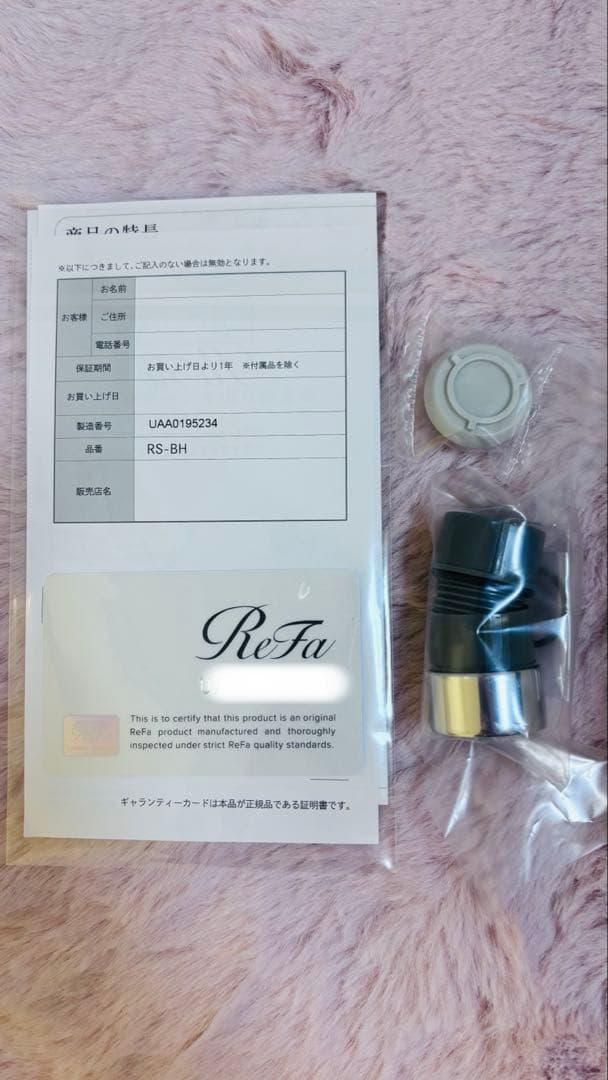 商品の特長
※以下につきまして、ご記入のない場合は無効となります。
お客様
お名前
ご住所
電話番号
保証期間 お買い上げ日より1年 ※付属品を除く
お買い上げ日
製造番号 UAA0195234
品番 RS-BH
販売店名
ReFa
This is to certify that this product is an original
ReFa product manufactured and thoroughly
inspected under strict ReFa quality standards.
ギャランティーカードは本品が正規品である証明書です。